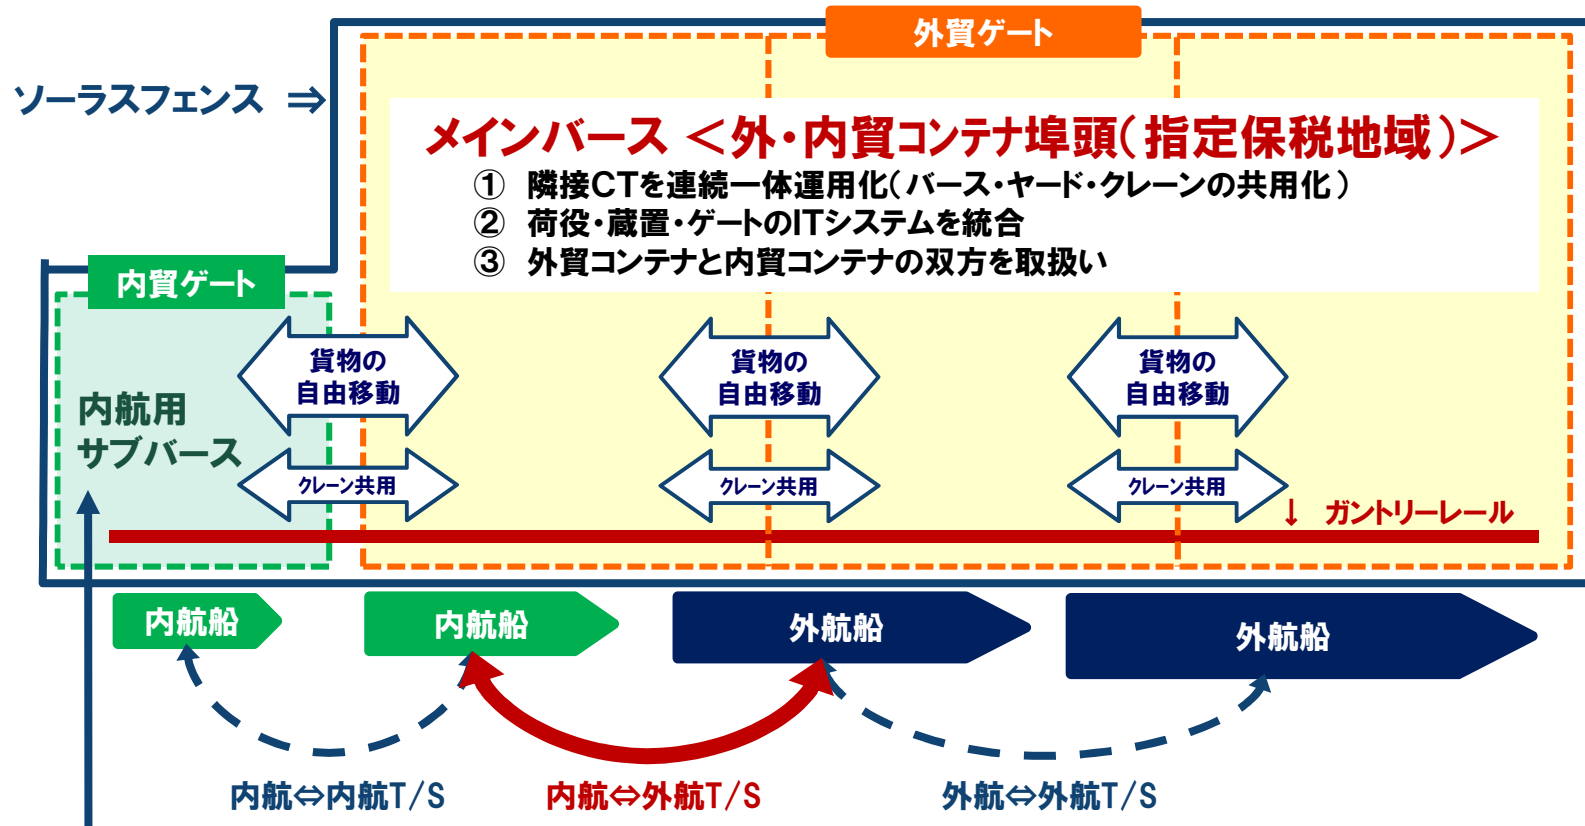 外貿ゲート
ソーラスフェンス ⇒
メインバース ＜外・内貿コンテナ埠頭（指定保税地域）＞
① 隣接CTを連続一体運用化（バース・ヤード・クレーンの共用化）
② 荷役・蔵置・ゲートのITシステムを統合
③ 外貿コンテナと内貿コンテナの双方を取扱い
内貿ゲート
内航用
サブバース
貨物の
自由移動
貨物の
自由移動
貨物の
自由移動
クレーン共用
クレーン共用
クレーン共用
↓ ガントリーレール
内航船
内航船
外航船
外航船
内航⇔内航T/S
内航⇔外航T/S
外航⇔外航T/S